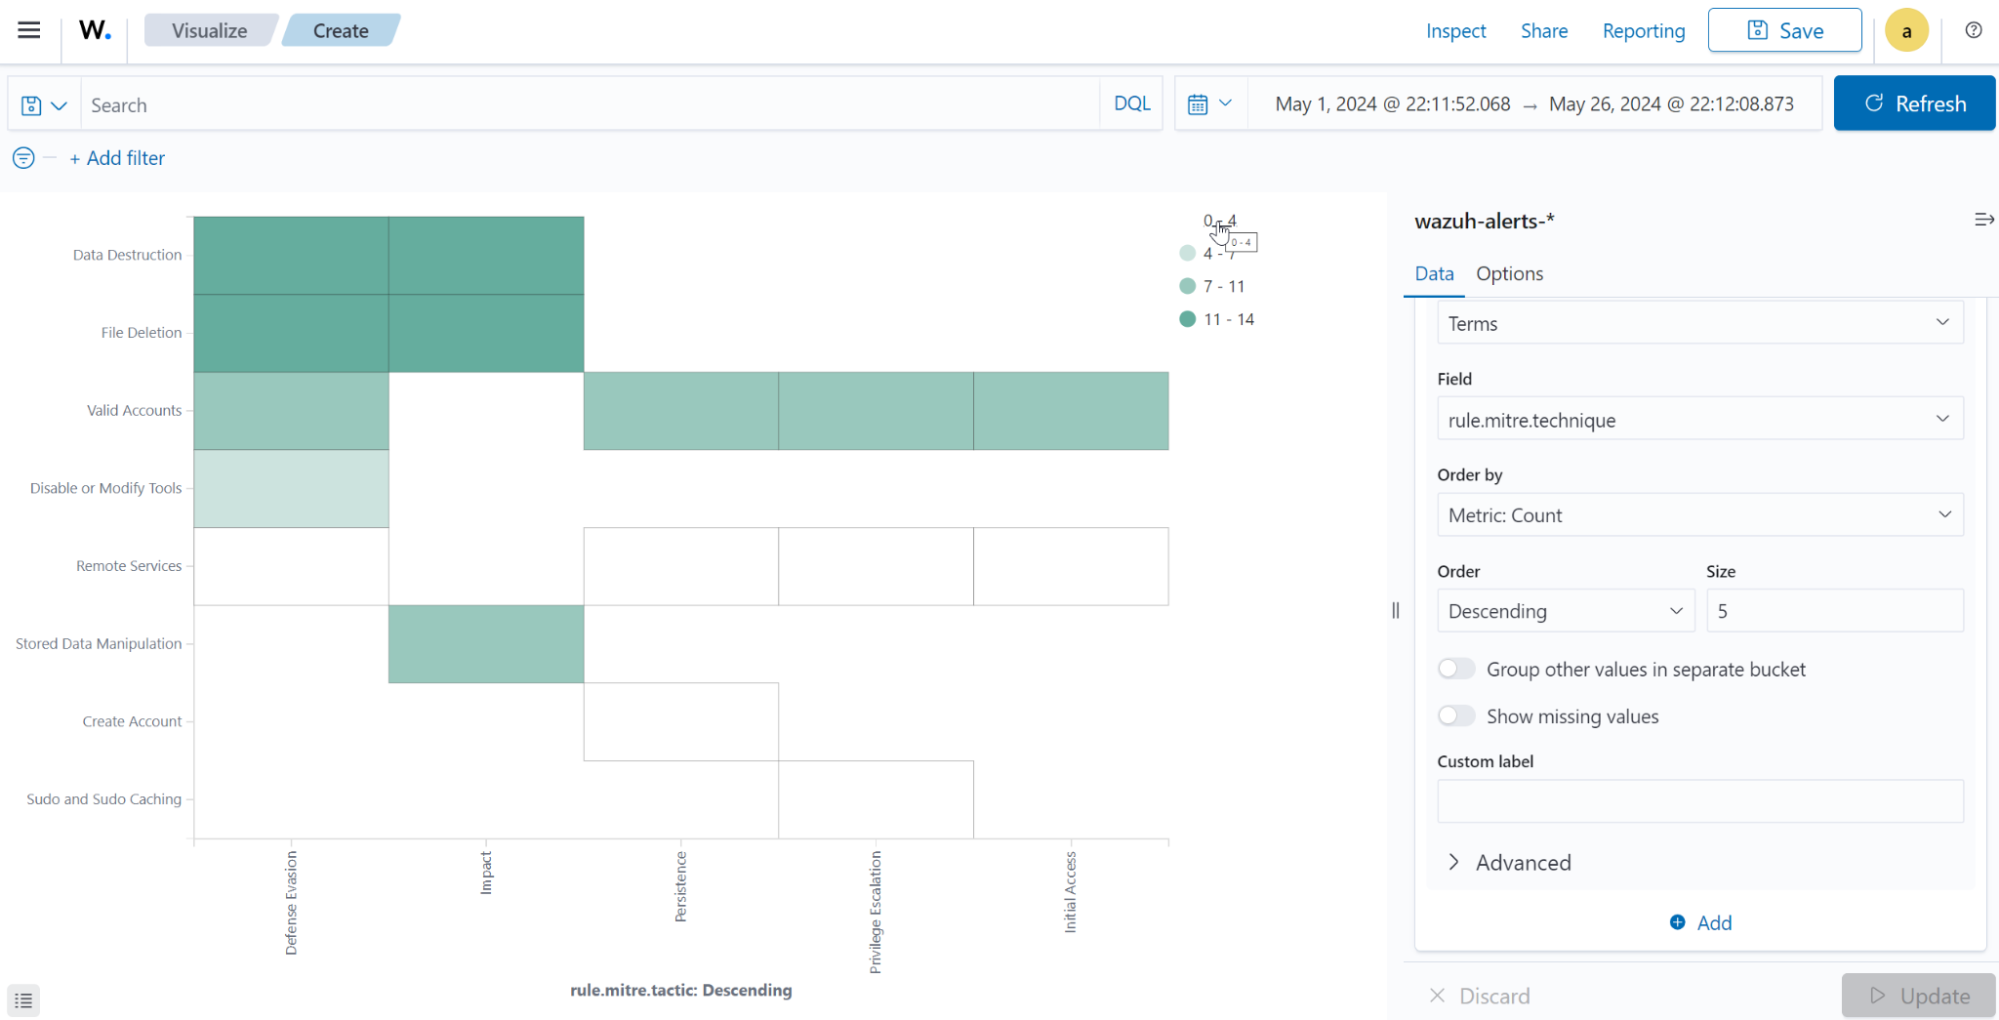 W.
Visualize
Create
Inspect
Share
Reporting
Save
a
Search
DQL
May 1, 2024 @ 22:11:52.068 → May 26, 2024 @ 22:12:08.873
Refresh
+ Add filter
Data Destruction
File Deletion
Valid Accounts
Disable or Modify Tools
Remote Services
Stored Data Manipulation
Create Account
Sudo and Sudo Caching
Defense Evasion
Impact
Persistence
Privilege Escalation
Initial Access
rule.mitre.tactic: Descending
0 - 4
0 - 4
4 - 7
7 - 11
11 - 14
wazuh-alerts-*
Data
Options
Terms
Field
rule.mitre.technique
Order by
Metric: Count
Order
Size
Descending
5
Group other values in separate bucket
Show missing values
Custom label
Advanced
Add
Discard
Update